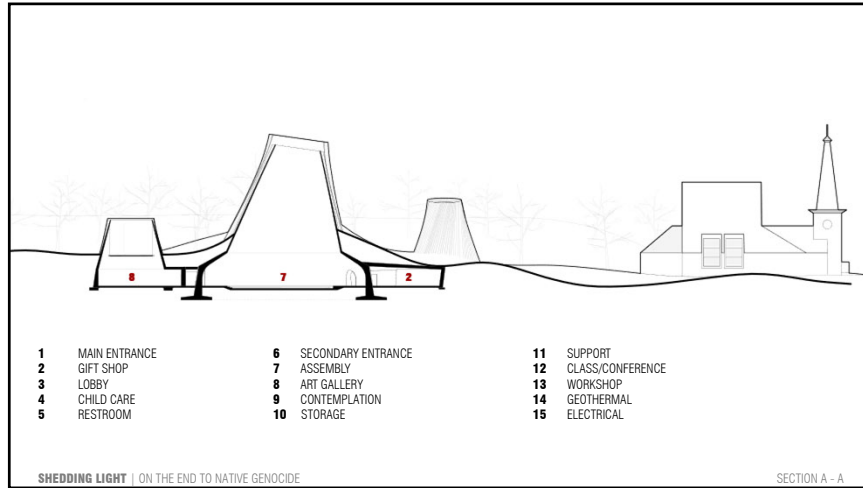 8 7 2
1 MAIN ENTRANCE
2 GIFT SHOP
3 LOBBY
4 CHILD CARE
5 RESTROOM
6 SECONDARY ENTRANCE
7 ASSEMBLY
8 ART GALLERY
9 CONTEMPLATION
10 STORAGE
11 SUPPORT
12 CLASS/CONFERENCE
13 WORKSHOP
14 GEOTHERMAL
15 ELECTRICAL
SHEDDING LIGHT | ON THE END TO NATIVE GENOCIDE
SECTION A - A